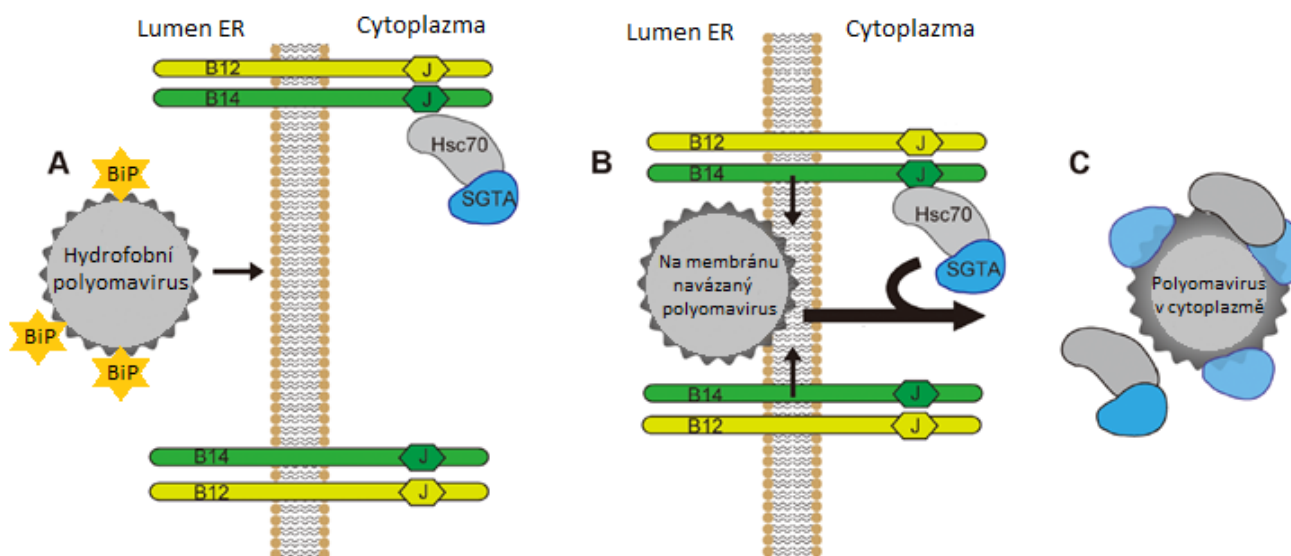 Lumen ER
Cytoplazma
B12
J
B14
J
Hsc70
SGTA
A
BiP
Hydrofobní
polyomavirus
BiP
BiP
B14
J
B12
J
Lumen ER
Cytoplazma
B12
J
B14
J
Hsc70
SGTA
B
Na membránu
navázaný
polyomavirus
B14
J
B12
J
C
Polyomavirus
v cytoplazmě